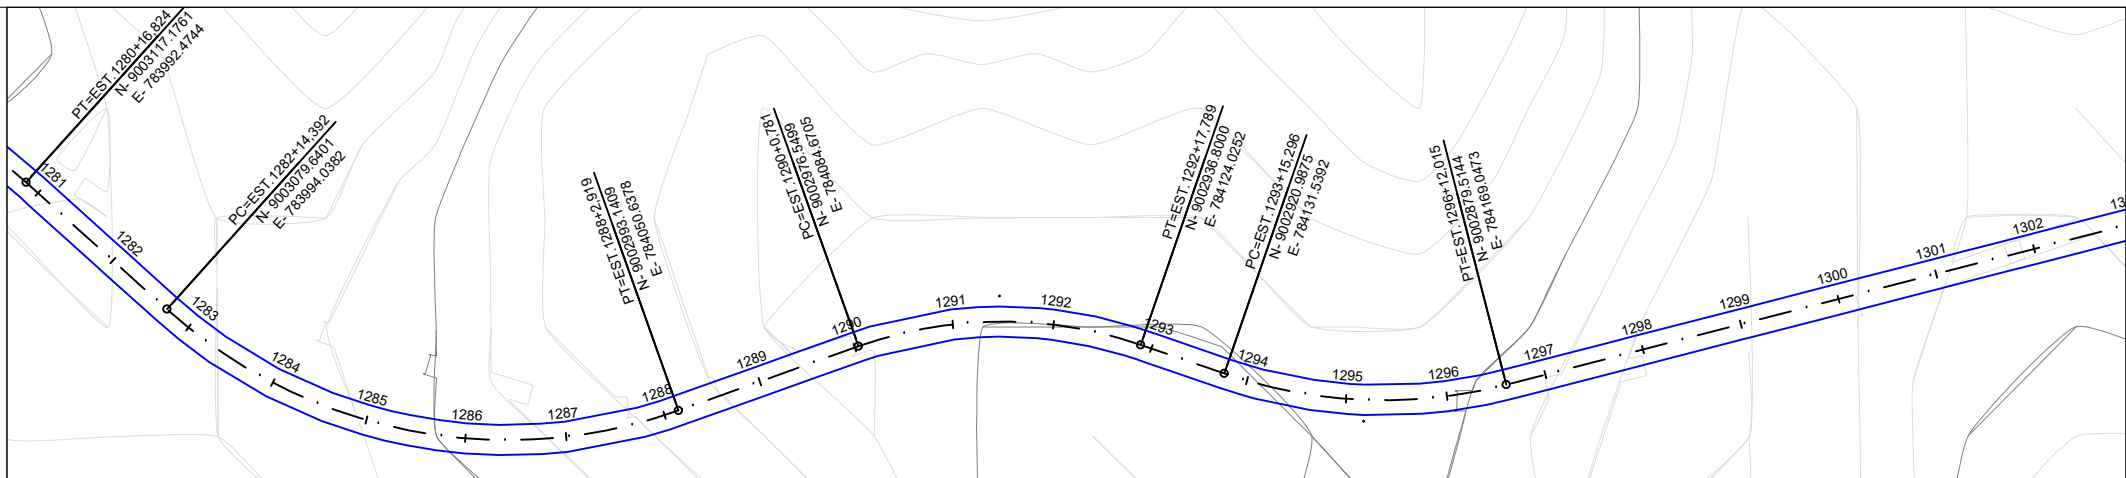 PT=EST.1280+16,824
N- 9003117.1761
E- 783992.4744
PC=EST.1282+14,392
N- 9003079.6401
E- 783994.0382
PT=EST.1288+2,919
N- 9002993.1409
E- 784050.6378
PC=EST.1290+0,781
N- 9002976.5499
E- 784084.6705
PT=EST.1292+17,789
N- 9002936.8000
E- 784124.0252
PC=EST.1293+15,296
N- 9002920.9875
E- 784131.5392
PT=EST.1296+12,015
N- 9002879.5144
E- 784169.0473
1281
1282
1283
1284
1285
1286
1287
1288
1289
1290
1291
1292
1293
1294
1295
1296
1297
1298
1299
1300
1301
1302
13